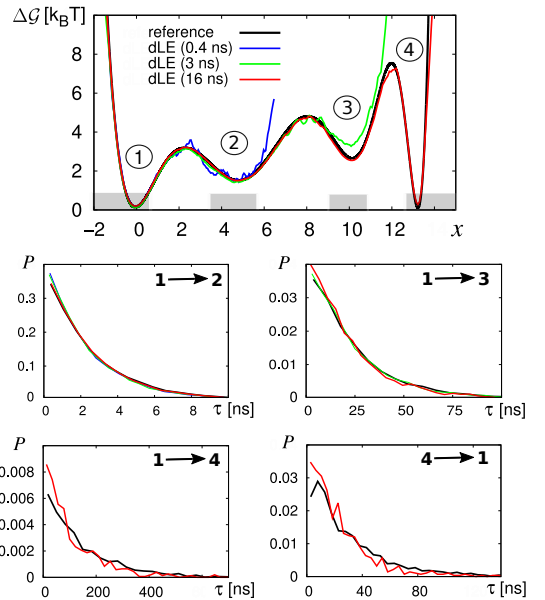 ΔG [k_BT]
reference
dLE (0.4 ns)
dLE (3 ns)
dLE (16 ns)
10
8
6
4
2
0
1 2 3 4
−2 0 2 4 6 8 10 12 x
P
1 → 2
0.3
0.2
0.1
0
0 2 4 6 8 τ [ns]
P
1 → 3
0.03
0.02
0.01
0
0 25 50 75 τ [ns]
P
1 → 4
0.008
0.006
0.004
0.002
0
0 200 400 600 τ [ns]
P
4 → 1
0.03
0.02
0.01
0
0 40 80 120 τ [ns]